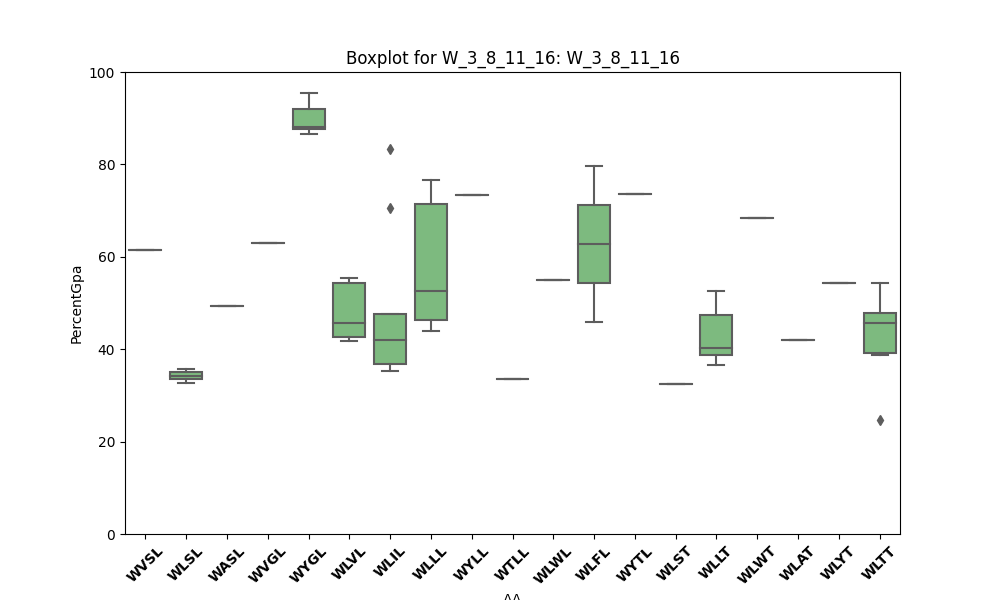 Boxplot for W_3_8_11_16: W_3_8_11_16
100
80
60
40
20
0
PercentGpa
WVSL
WLSL
WASL
WVGL
WYGL
WLVL
WLIL
WLLL
WYLL
WTLL
WLWL
WLFL
WYTL
WLST
WLLT
WLWT
WLAT
WLYT
WLTT
AA